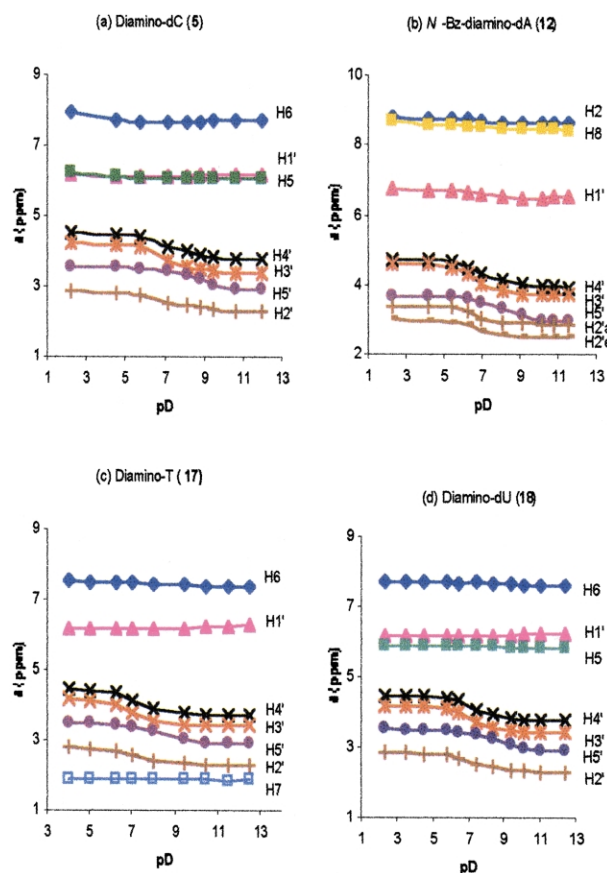 (a) Diamino-dC (5)
9
7
5
3
1
δ (ppm)
H6
H1'
H5
H4'
H3'
H5'
H2'
1 3 5 7 9 11 13
pD
(b) N -Bz-diamino-dA (12)
10
8
6
4
2
δ (ppm)
H2
H8
H1'
H4'
H3'
H5'
1 3 5 7 9 11 13
pD
(c) Diamino-T ( 17)
9
7
5
3
1
δ (ppm)
H6
H1'
H4'
H3'
H5'
H2'
H7
3 5 7 9 11 13
pD
(d) Diamino-dU (18)
9
7
5
3
1
δ (ppm)
H6
H1'
H5
H4'
H3'
H5'
H2'
1 3 5 7 9 11 13
pD